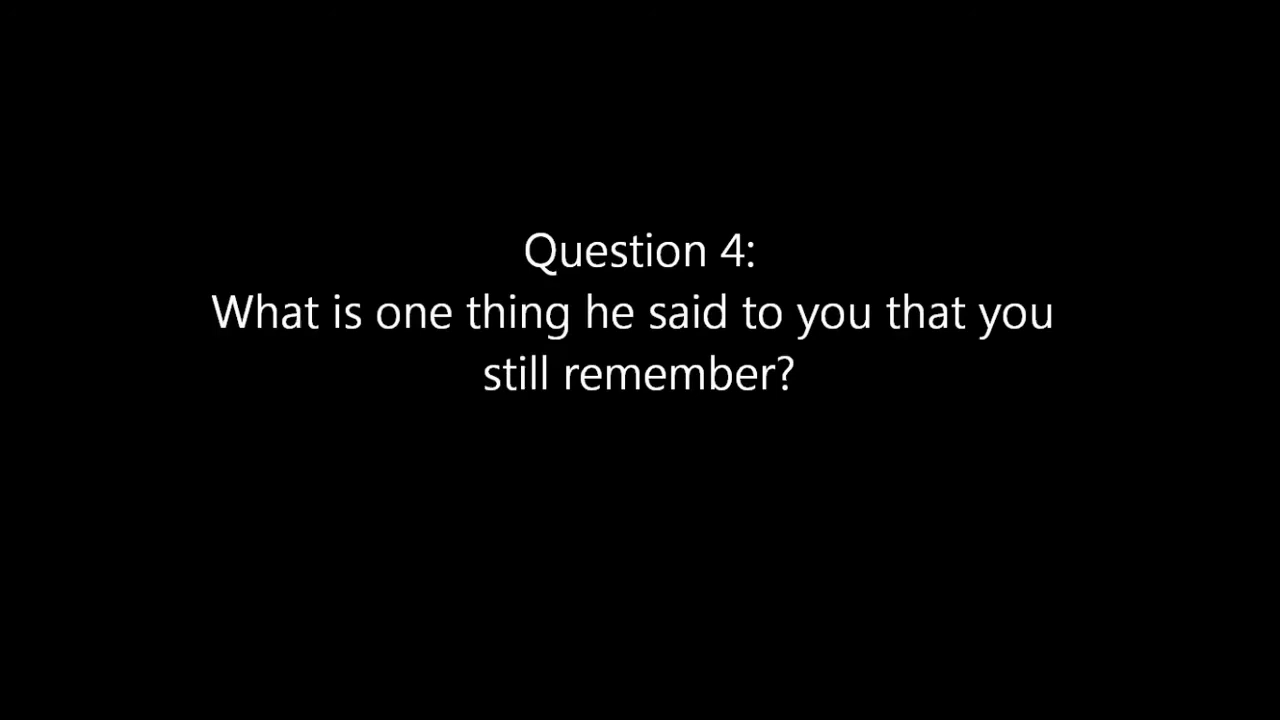 Question 4:
What is one thing he said to you that you
still remember?